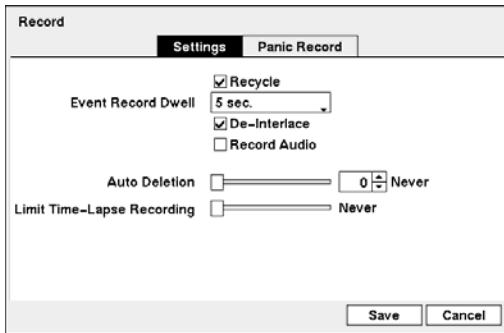 Record
Settings Panic Record
Recycle
Event Record Dwell 5 sec.
De-Interlace
Record Audio
Auto Deletion 0 Never
Limit Time-Lapse Recording Never
Save Cancel